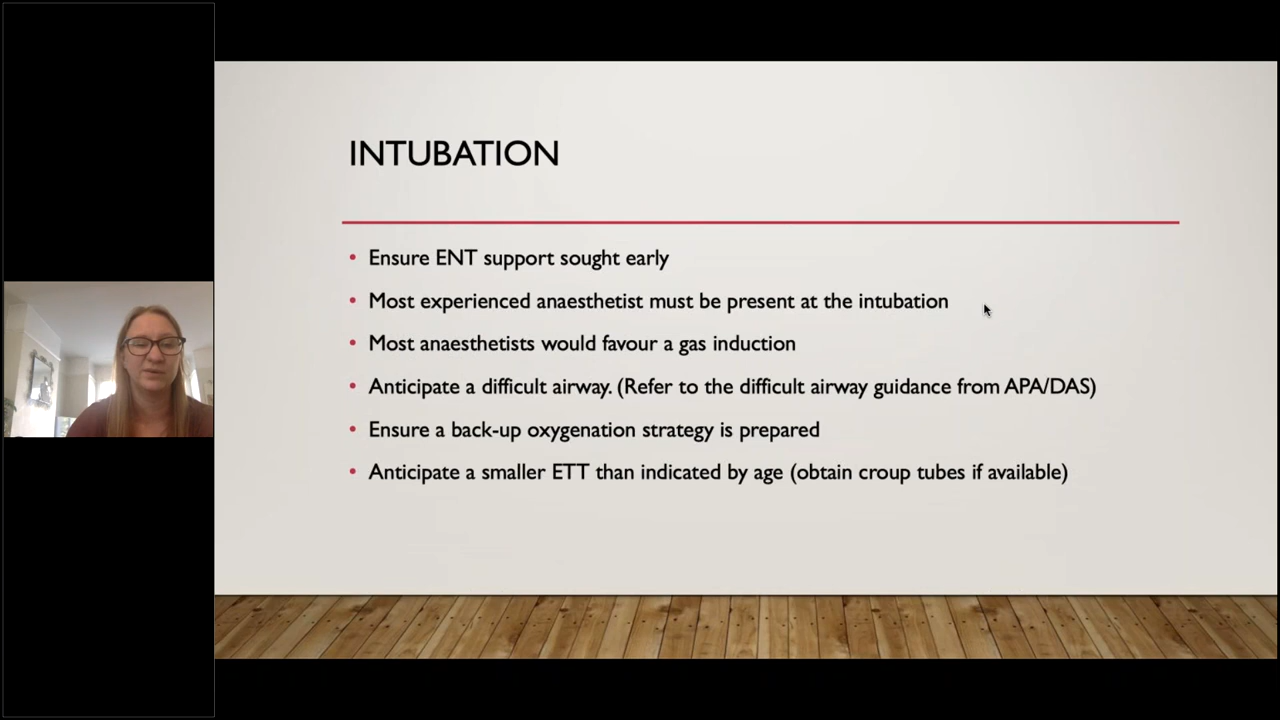 INTUBATION
Ensure ENT support sought early
Most experienced anaesthetist must be present at the intubation
Most anaesthetists would favour a gas induction
Anticipate a difficult airway. (Refer to the difficult airway guidance from APA/DAS)
Ensure a back-up oxygenation strategy is prepared
Anticipate a smaller ETT than indicated by age (obtain croup tubes if available)